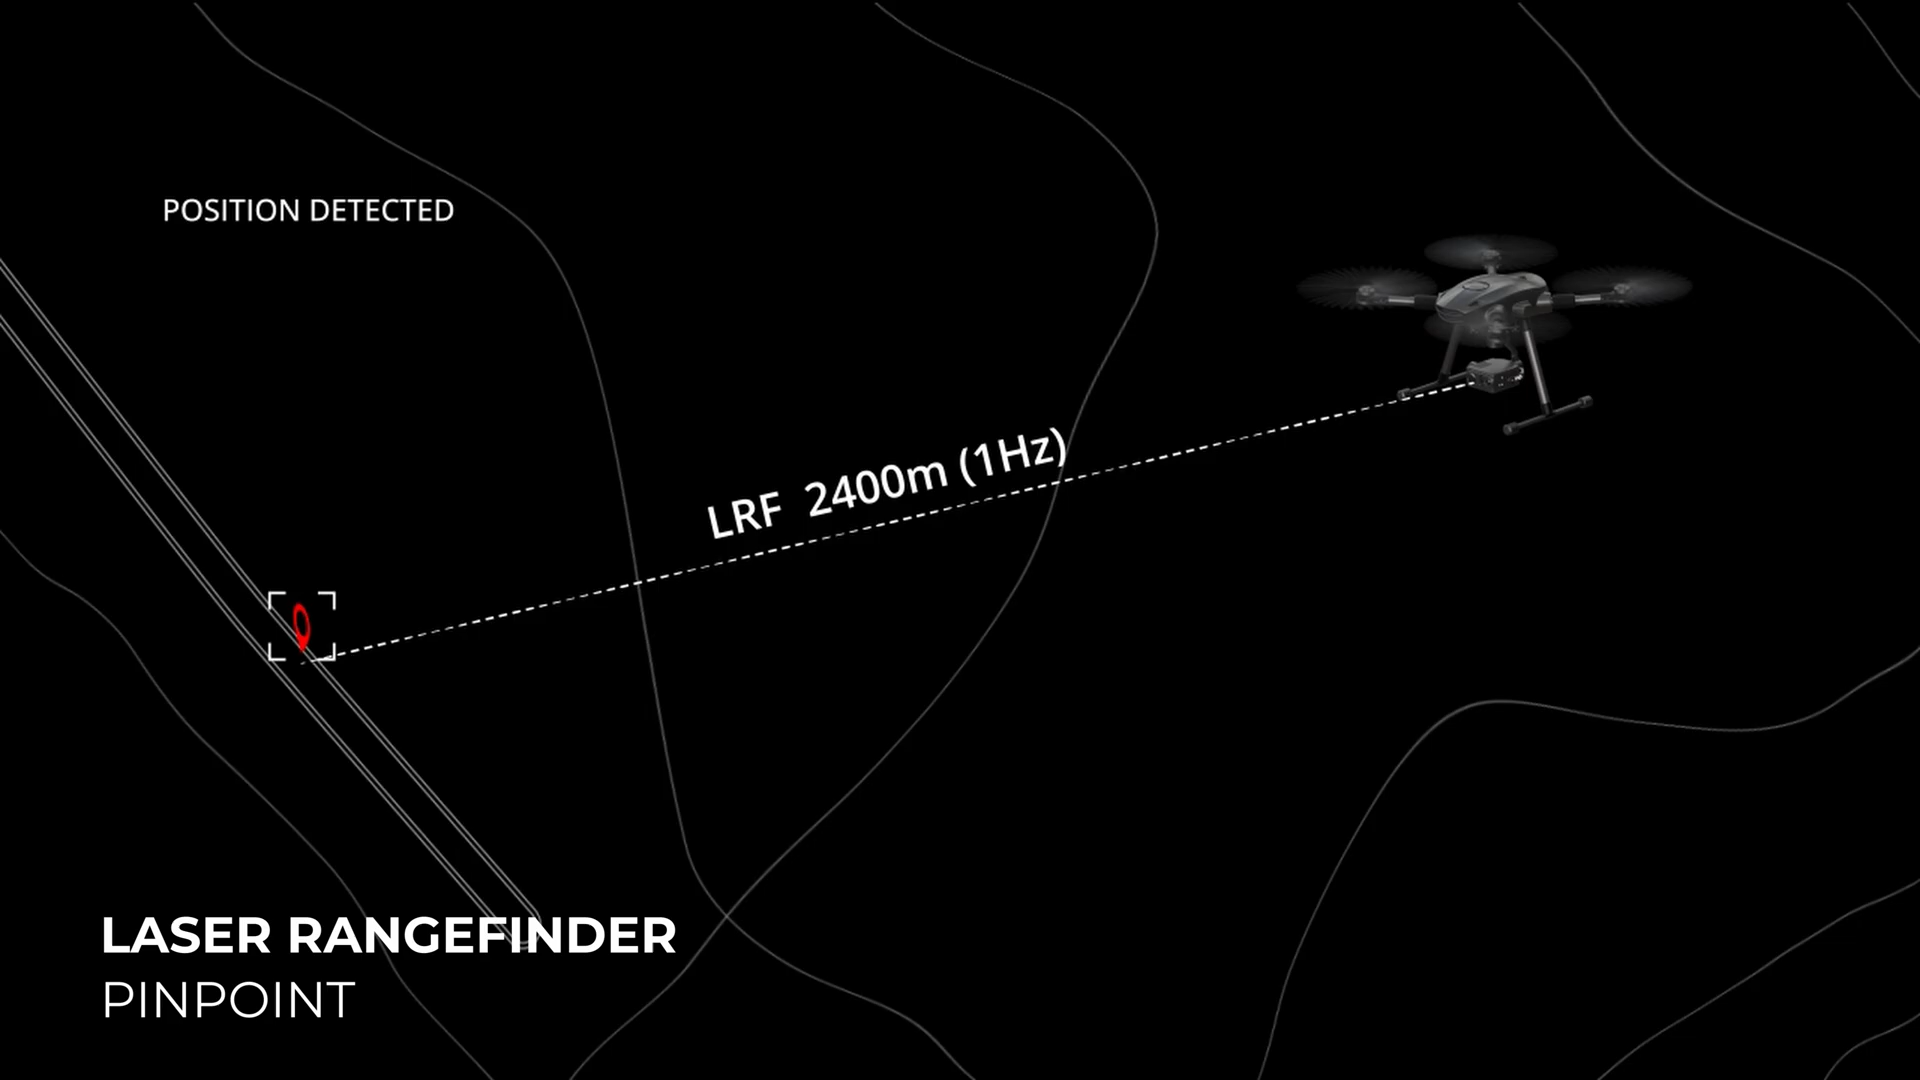 POSITION DETECTED
LRF 2400m (1Hz)
LASER RANGEFINDER
PINPOINT